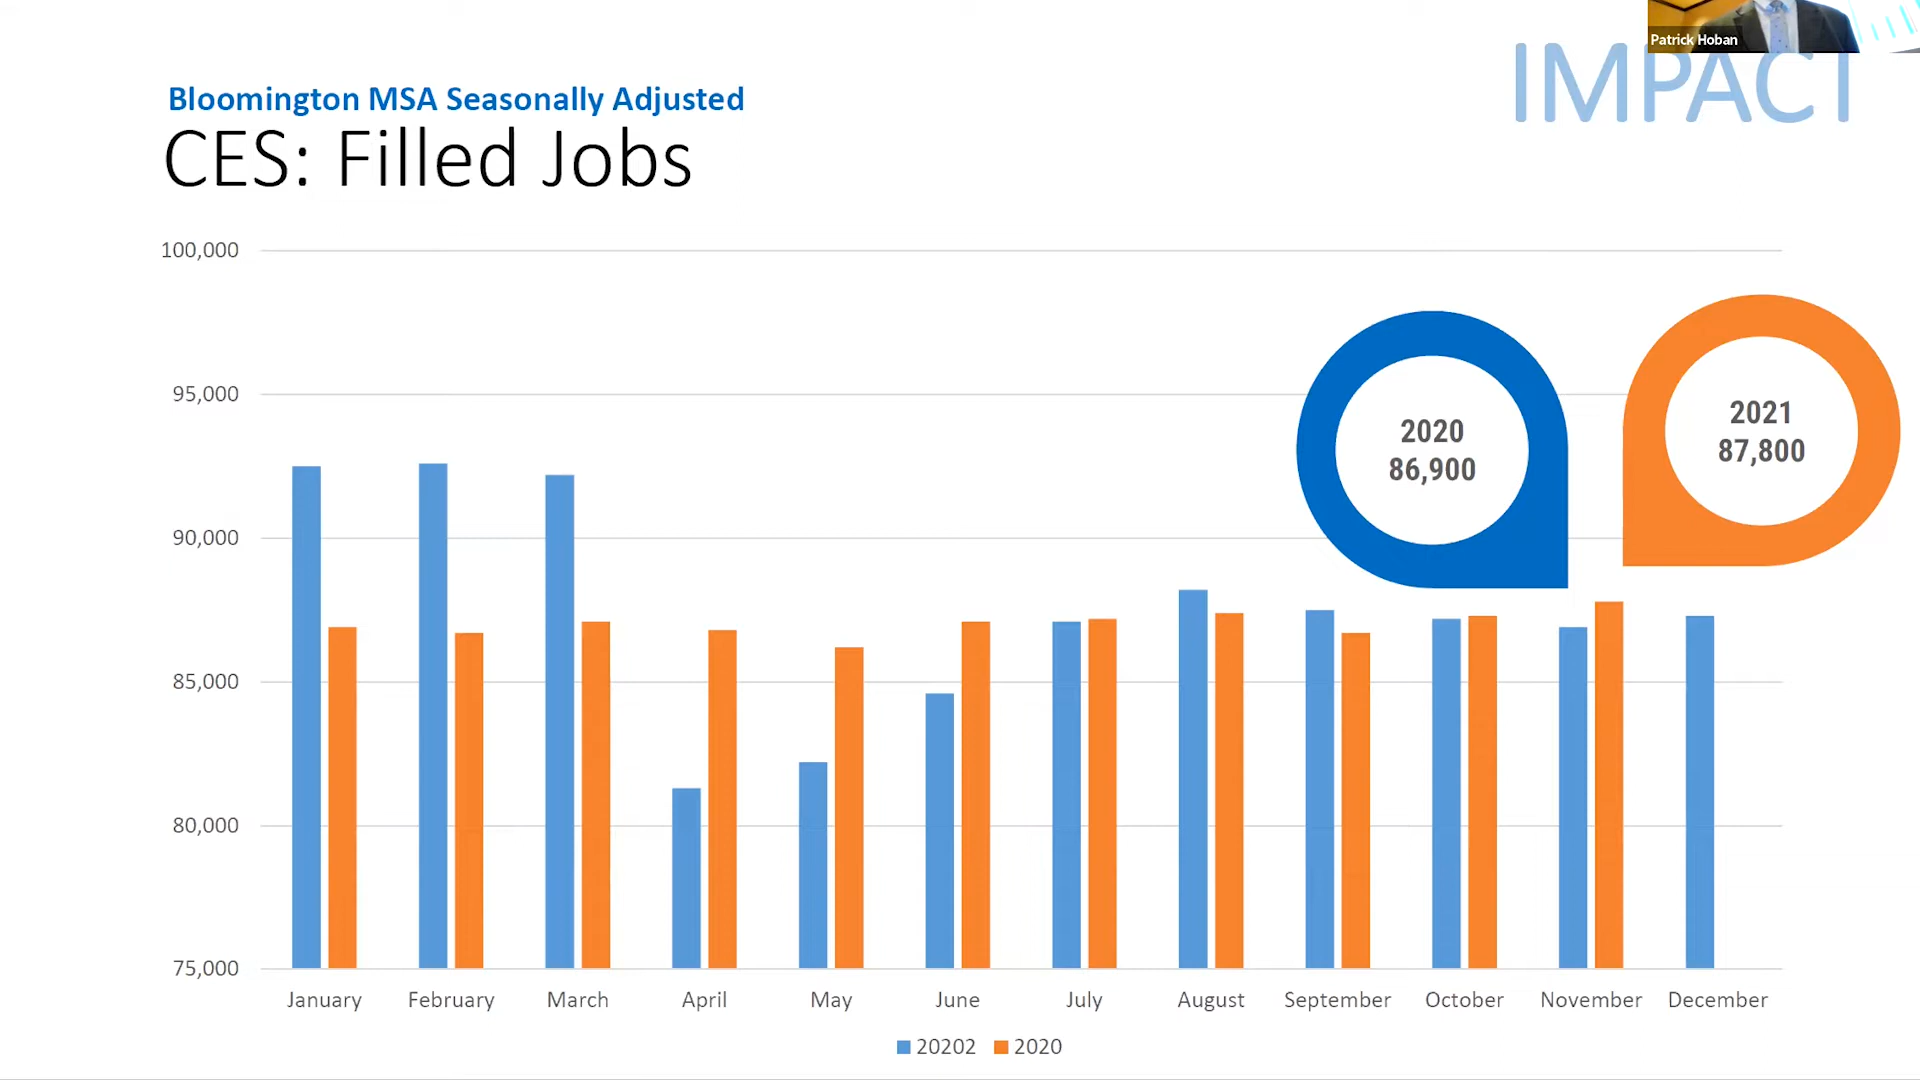 Patrick Hoban
IMPACT
Bloomington MSA Seasonally Adjusted
CES: Filled Jobs
100,000
95,000
90,000
85,000
80,000
75,000
2020
86,900
2021
87,800
January February March April May June July August September October November December
20202 2020